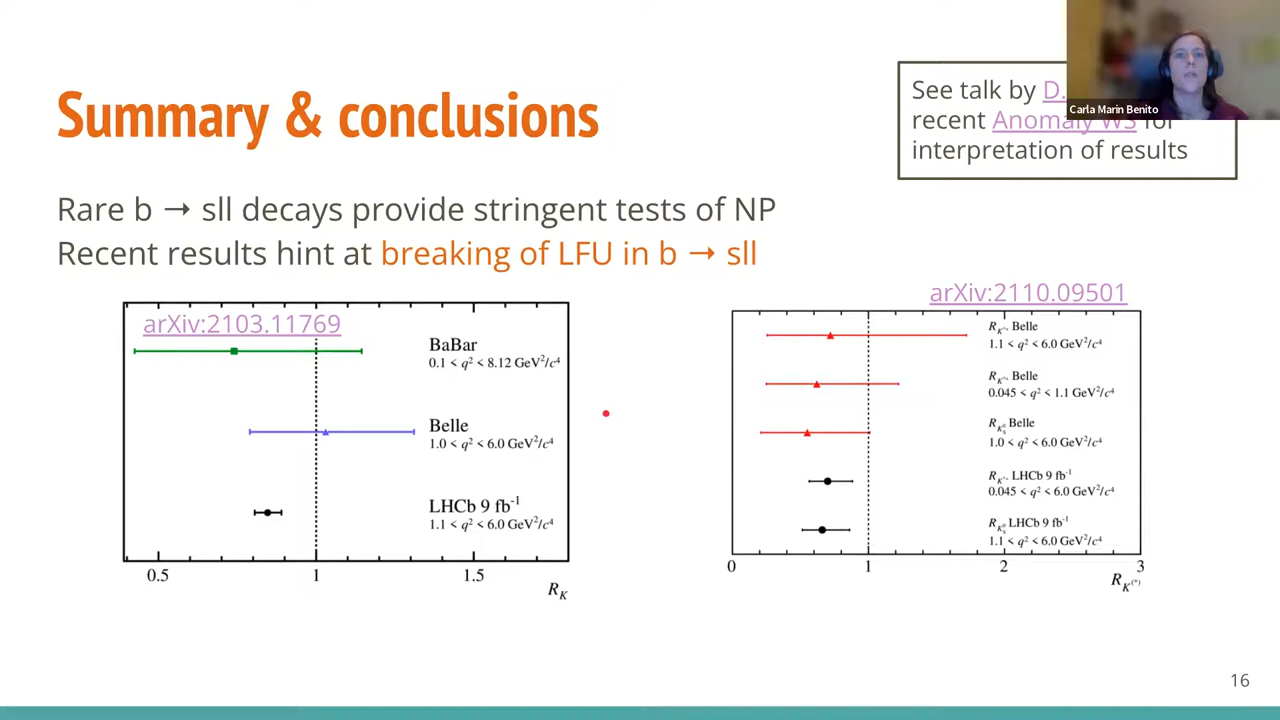 Summary & conclusions
See talk by D.
recent Anomaly WS for
interpretation of results
Carla Marin Benito
Rare b → sll decays provide stringent tests of NP
Recent results hint at breaking of LFU in b → sll
arXiv:2103.11769
BaBar
0.1 < q² < 8.12 GeV²/c⁴
Belle
1.0 < q² < 6.0 GeV²/c⁴
LHCb 9 fb⁻¹
1.1 < q² < 6.0 GeV²/c⁴
0.5 1 1.5
R_K
arXiv:2110.09501
R_K*⁺ Belle
1.1 < q² < 6.0 GeV²/c⁴
R_K*⁺ Belle
0.045 < q² < 1.1 GeV²/c⁴
R_K_S⁰ Belle
1.0 < q² < 6.0 GeV²/c⁴
R_K*⁺ LHCb 9 fb⁻¹
0.045 < q² < 6.0 GeV²/c⁴
R_K_S⁰ LHCb 9 fb⁻¹
1.1 < q² < 6.0 GeV²/c⁴
0 1 2 3
R_K(*)
16